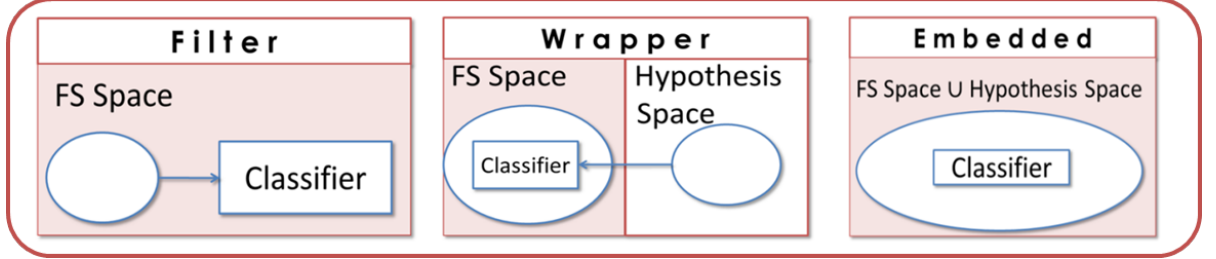 Filter
FS Space
Classifier
Wrapper
FS Space
Classifier
Hypothesis
Space
Embedded
FS Space ∪ Hypothesis Space
Classifier